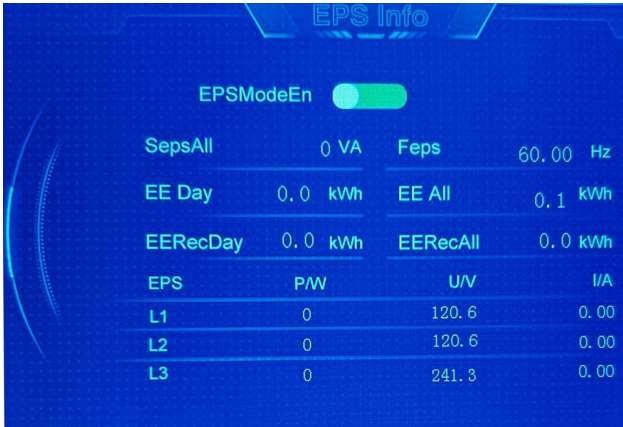 EPS Info
EPSModeEn
SepsAll 0 VA Feps 60.00 Hz
EE Day 0.0 kWh EE All 0.1 kWh
EERecDay 0.0 kWh EERecAll 0.0 kWh
EPS P/W U/V I/A
L1 0 120.6 0.00
L2 0 120.6 0.00
L3 0 241.3 0.00